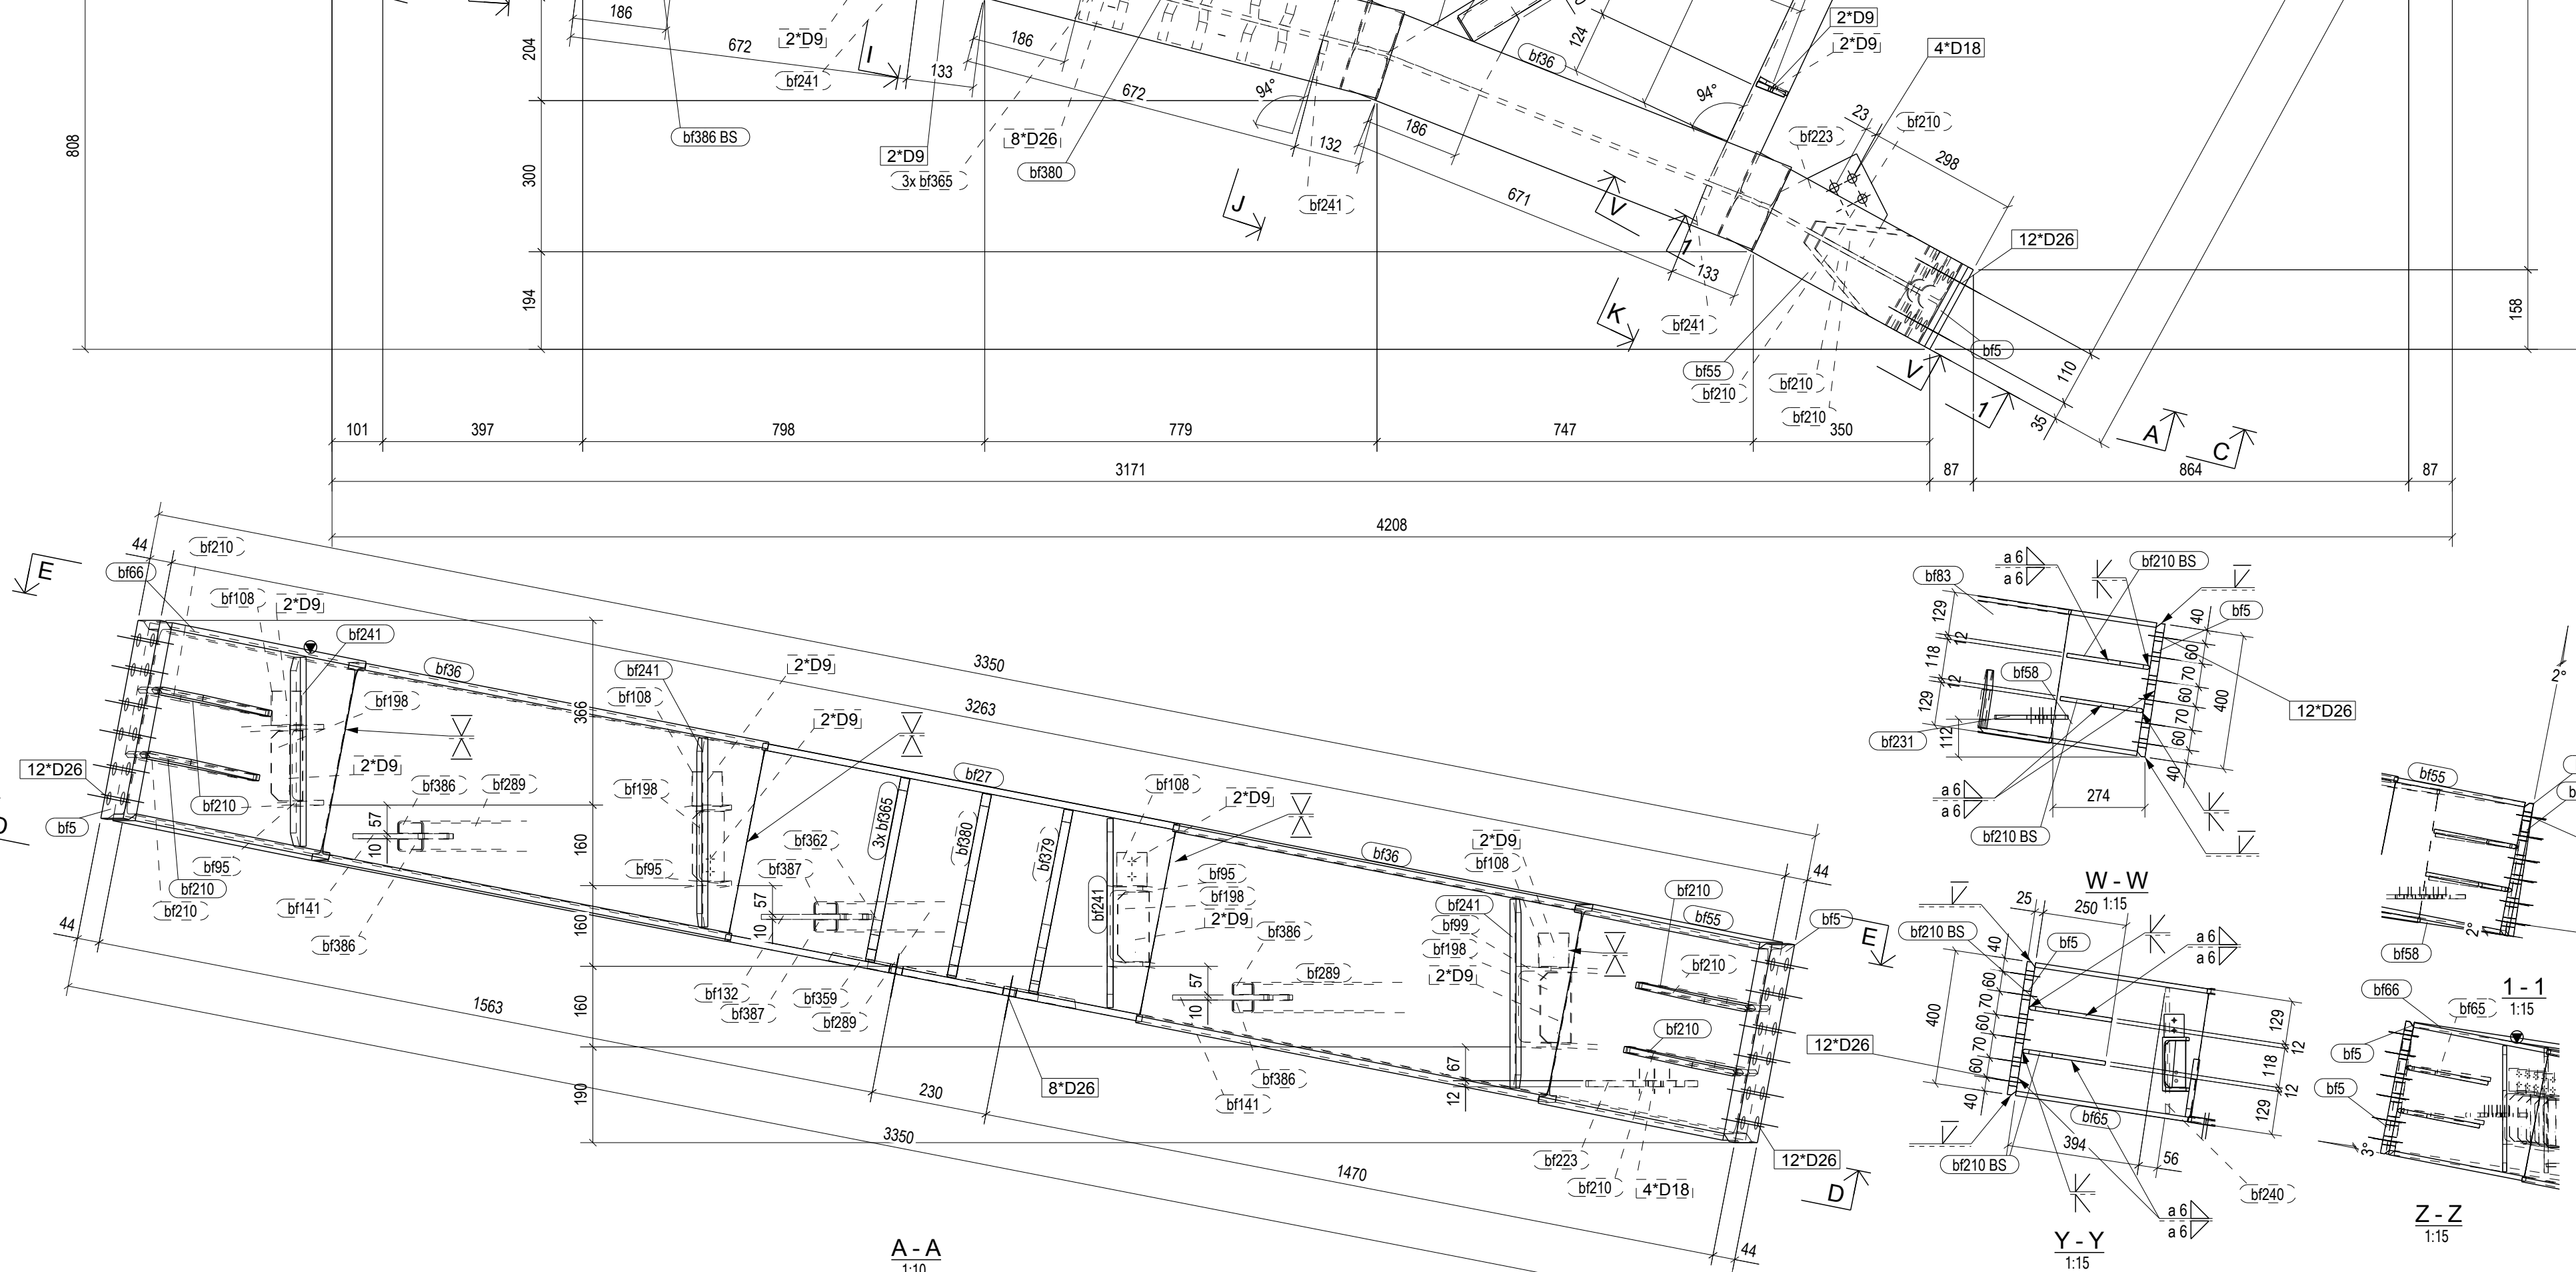 186
204
672
2*D9
bf241
I
133
186
672
94°
808
bf386 BS
2*D9
3x bf365
8*D26
bf380
300
132
186
bf241
J
671
V
bf36
124
94°
2*D9
2*D9
4*D18
23
bf223
bf210
298
12*D26
1
133
194
K
bf241
bf55
bf210
bf210
bf210
V
bf5
158
110
35
1
A
C
101
397
798
779
747
350
3171
87
864
87
4208
E
44
bf210
bf66
bf108
2*D9
bf241
bf36
bf198
2*D9
12*D26
bf5
bf210
bf386
bf289
57
10
bf95
bf210
bf210
bf141
bf386
44
366
160
160
160
190
3350
3263
bf241
bf108
2*D9
2*D9
bf198
bf95
bf27
3x bf365
bf380
bf379
bf362
bf387
57
10
bf132
bf387
bf359
bf289
bf241
bf108
2*D9
bf95
bf198
2*D9
bf36
bf386
bf289
57
10
bf386
bf141
2*D9
bf108
bf241
bf99
bf198
2*D9
bf210
bf55
bf210
bf210
44
bf5
E
67
12
bf223
bf210
4*D18
12*D26
D
1563
230
8*D26
3350
1470
44
A - A
1:10
a 6
a 6
bf210 BS
bf83
bf5
129
12
118
12
129
112
bf58
bf231
40
60
70
60
70
60
40
400
12*D26
274
a 6
a 6
bf210 BS
W - W
1:15
25
250
bf210 BS
bf5
a 6
a 6
40
60
70
60
70
60
40
400
12*D26
129
12
118
12
129
bf65
394
56
bf210 BS
bf240
a 6
a 6
Y - Y
1:15
2°
bf55
bf58
2°
1 - 1
1:15
bf66
bf65
bf5
bf5
3°
Z - Z
1:15